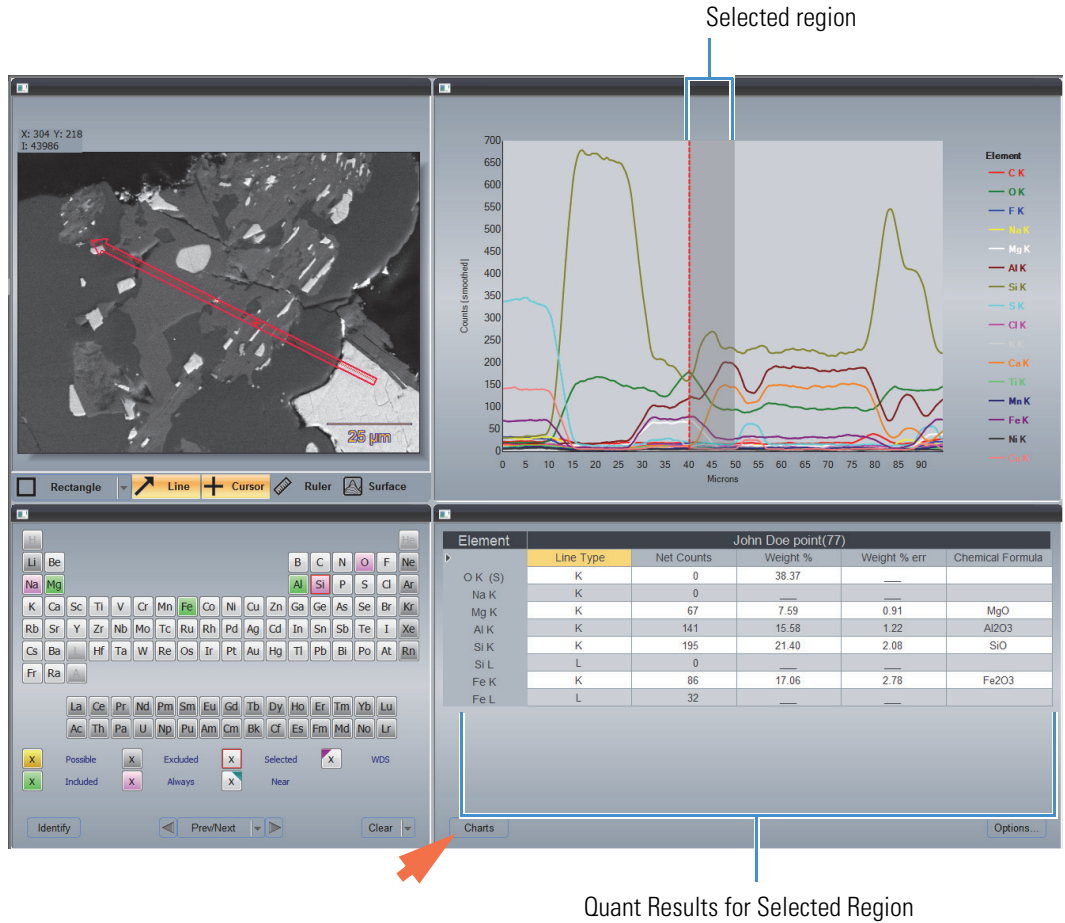 Selected region
X: 304 Y: 218
I: 43986
25 µm
Rectangle Line Cursor Ruler Surface
700
650
600
550
500
450
400
350
300
250
200
150
100
50
0
Counts [smoothed]
0 5 10 15 20 25 30 35 40 45 50 55 60 65 70 75 80 85 90
Microns
Element
C K
O K
F K
Na K
Mg K
Al K
Si K
S K
Cl K
K K
Ca K
Ti K
Mn K
Fe K
Ni K
H He
Li Be B C N O F Ne
Na Mg Al Si P S Cl Ar
K Ca Sc Ti V Cr Mn Fe Co Ni Cu Zn Ga Ge As Se Br Kr
Rb Sr Y Zr Nb Mo Tc Ru Rh Pd Ag Cd In Sn Sb Te I Xe
Cs Ba L Hf Ta W Re Os Ir Pt Au Hg Tl Pb Bi Po At Rn
Fr Ra A
La Ce Pr Nd Pm Sm Eu Gd Tb Dy Ho Er Tm Yb Lu
Ac Th Pa U Np Pu Am Cm Bk Cf Es Fm Md No Lr
X Possible X Excluded X Selected X WDS
X Included X Always X Near
Identify Prev/Next Clear
Element John Doe point(77)
Line Type Net Counts Weight % Weight % err Chemical Formula
O K (S) K 0 38.37 ___
Na K K 0 ___ ___
Mg K K 67 7.59 0.91 MgO
Al K K 141 15.58 1.22 Al2O3
Si K K 195 21.40 2.08 SiO
Si L L 0 ___ ___
Fe K K 86 17.06 2.78 Fe2O3
Fe L L 32 ___ ___
Charts Options...
Quant Results for Selected Region